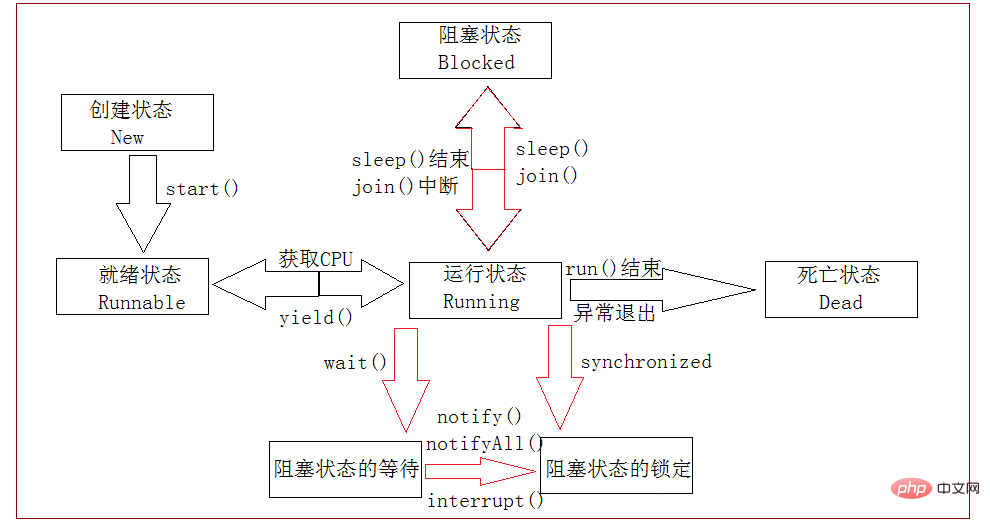 阻塞状态
Blocked
创建状态
New
start()
sleep()结束
join()中断
sleep()
join()
就绪状态
Runnable
获取CPU
yield()
运行状态
Running
run()结束
异常退出
死亡状态
Dead
wait()
synchronized
notify()
notifyAll()
interrupt()
阻塞状态的等待
阻塞状态的锁定
php 中文网